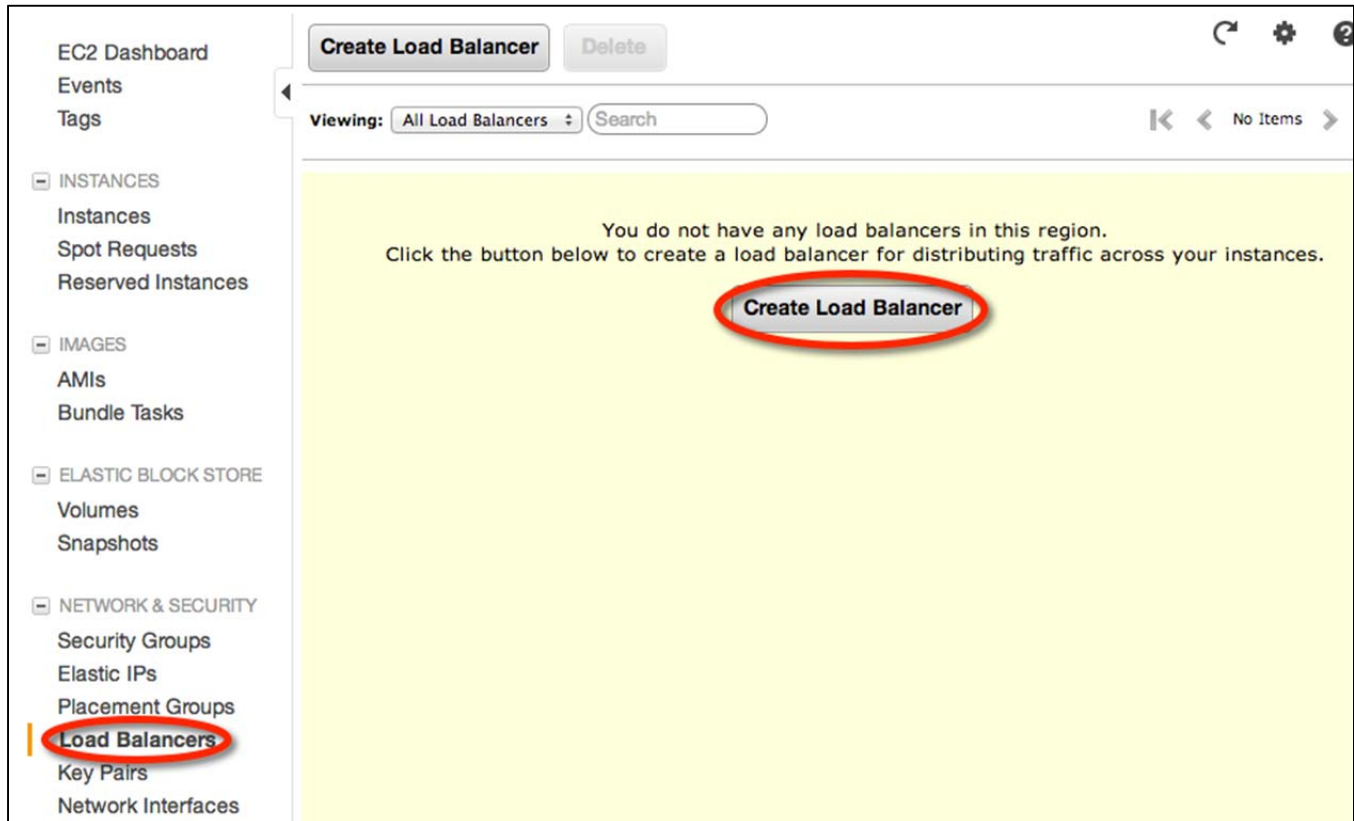 EC2 Dashboard
Events
Tags
INSTANCES
Instances
Spot Requests
Reserved Instances
IMAGES
AMIs
Bundle Tasks
ELASTIC BLOCK STORE
Volumes
Snapshots
NETWORK & SECURITY
Security Groups
Elastic IPs
Placement Groups
Load Balancers
Key Pairs
Network Interfaces
Create Load Balancer Delete
Viewing: All Load Balancers Search No Items
You do not have any load balancers in this region.
Click the button below to create a load balancer for distributing traffic across your instances.
Create Load Balancer